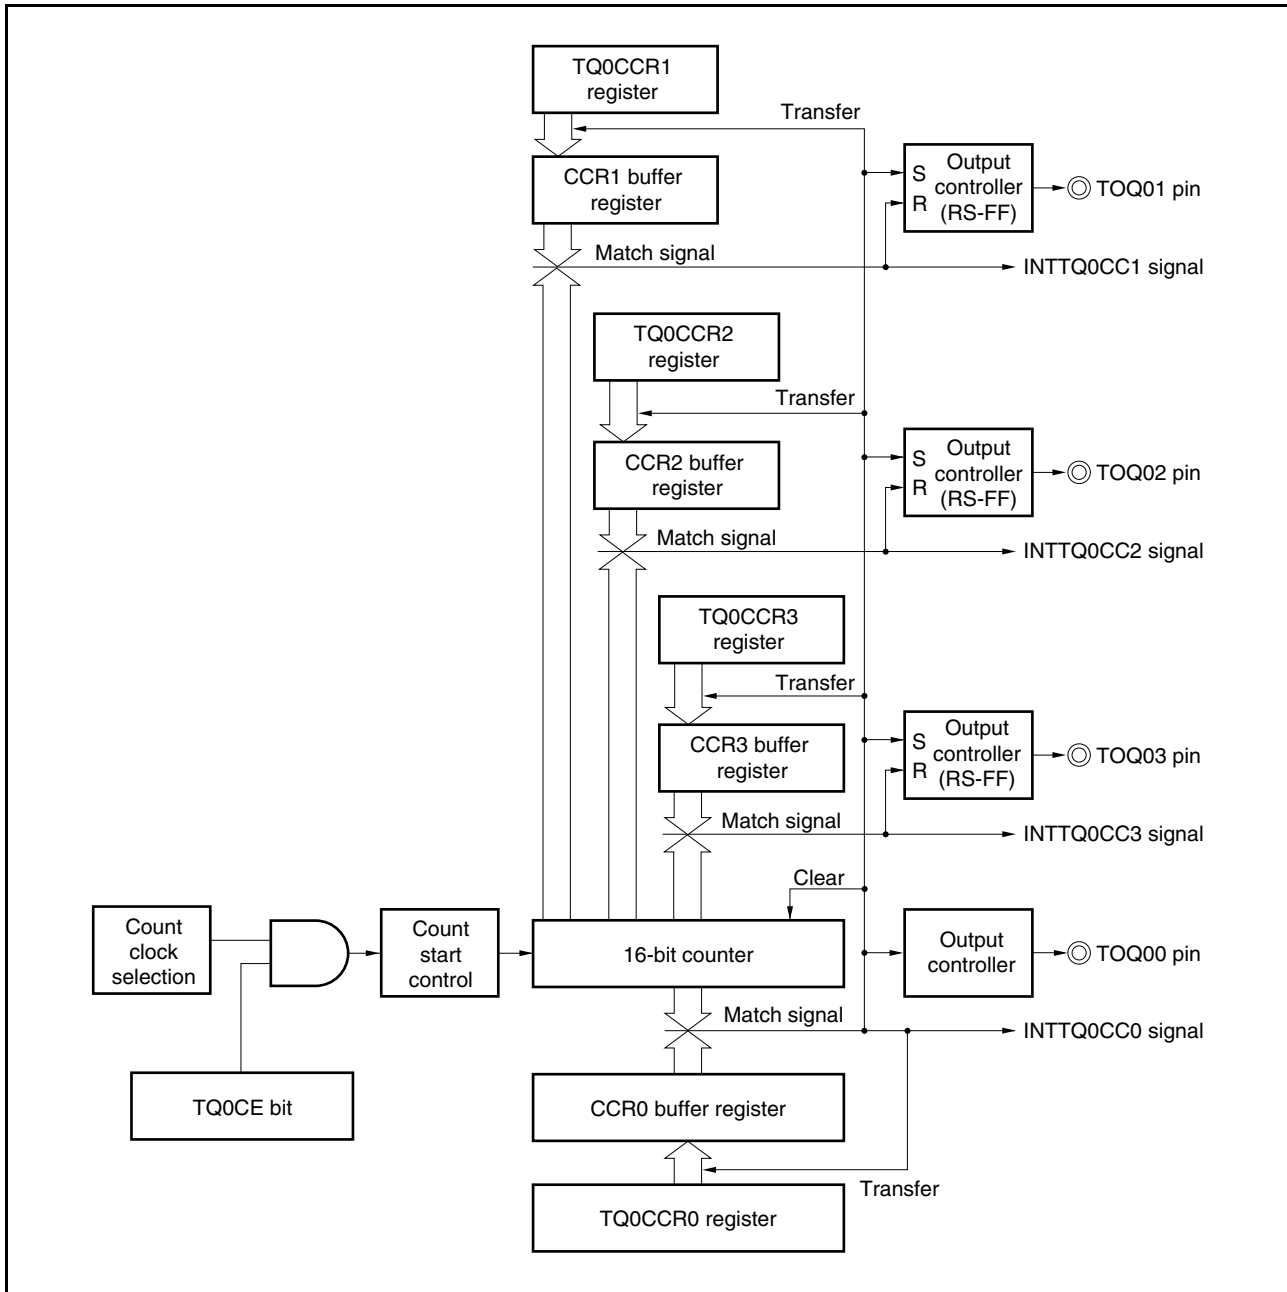 TQ0CCR1
register
Transfer
CCR1 buffer
register
S
R
Output
controller
(RS-FF)
TOQ01 pin
Match signal
INTTQ0CC1 signal
TQ0CCR2
register
Transfer
CCR2 buffer
register
S
R
Output
controller
(RS-FF)
TOQ02 pin
Match signal
INTTQ0CC2 signal
TQ0CCR3
register
Transfer
CCR3 buffer
register
S
R
Output
controller
(RS-FF)
TOQ03 pin
Match signal
INTTQ0CC3 signal
Clear
Count
clock
selection
Count
start
control
16-bit counter
Output
controller
TOQ00 pin
Match signal
INTTQ0CC0 signal
TQ0CE bit
CCR0 buffer register
Transfer
TQ0CCR0 register